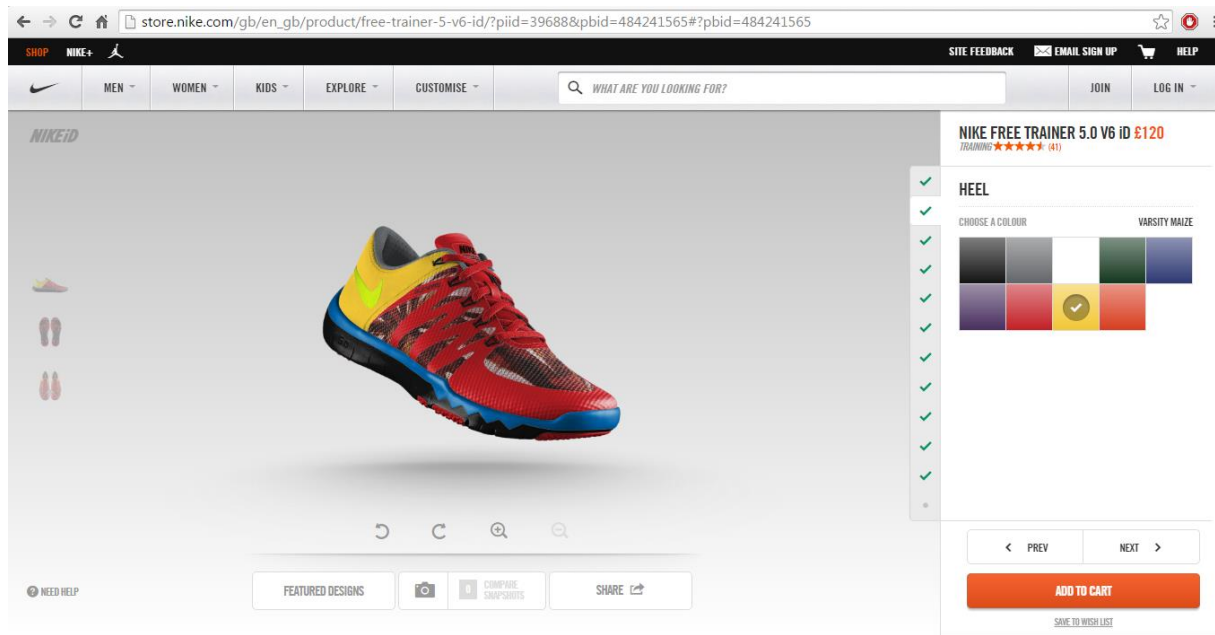 store.nike.com/gb/en_gb/product/free-trainer-5-v6-id/?piid=39688&pbid=484241565#?pbid=484241565
SHOP NIKE+ SITE FEEDBACK EMAIL SIGN UP HELP
MEN WOMEN KIDS EXPLORE CUSTOMISE WHAT ARE YOU LOOKING FOR? JOIN LOG IN
NIKEiD
NIKE FREE TRAINER 5.0 V6 iD £120
TRAINING (41)
HEEL
CHOOSE A COLOUR VARSITY MAIZE
PREV NEXT
NEED HELP FEATURED DESIGNS 0 COMPARE SNAPSHOTS SHARE
ADD TO CART
SAVE TO WISH LIST